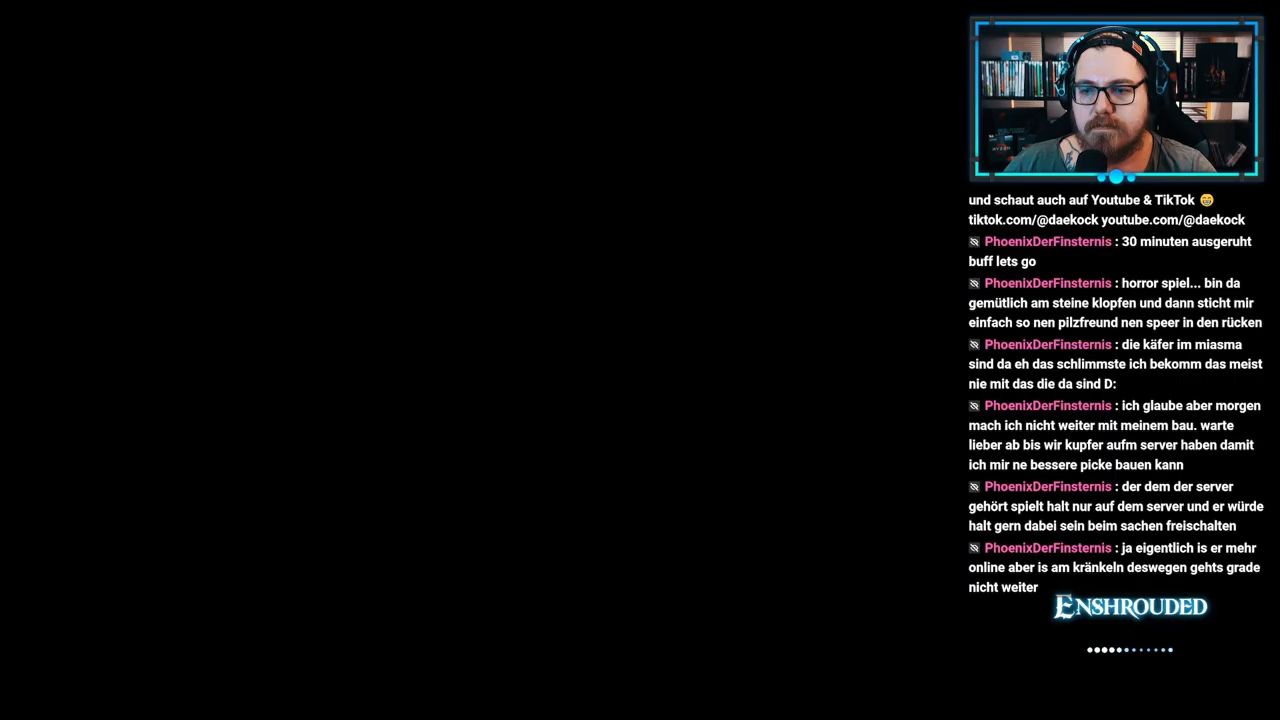 und schaut auch auf Youtube & TikTok 😁
tiktok.com/@daekock youtube.com/@daekock
PhoenixDerFinsternis : 30 minuten ausgeruht
buff lets go
PhoenixDerFinsternis : horror spiel... bin da
gemütlich am steine klopfen und dann sticht mir
einfach so nen pilzfreund nen speer in den rücken
PhoenixDerFinsternis : die käfer im miasma
sind da eh das schlimmste ich bekomm das meist
nie mit das die da sind D:
PhoenixDerFinsternis : ich glaube aber morgen
mach ich nicht weiter mit meinem bau. warte
lieber ab bis wir kupfer aufm server haben damit
ich mir ne bessere picke bauen kann
PhoenixDerFinsternis : der dem der server
gehört spielt halt nur auf dem server und er würde
halt gern dabei sein beim sachen freischalten
PhoenixDerFinsternis : ja eigentlich is er mehr
online aber is am kränkeln deswegen gehts grade
nicht weiter
ENSHROUDED